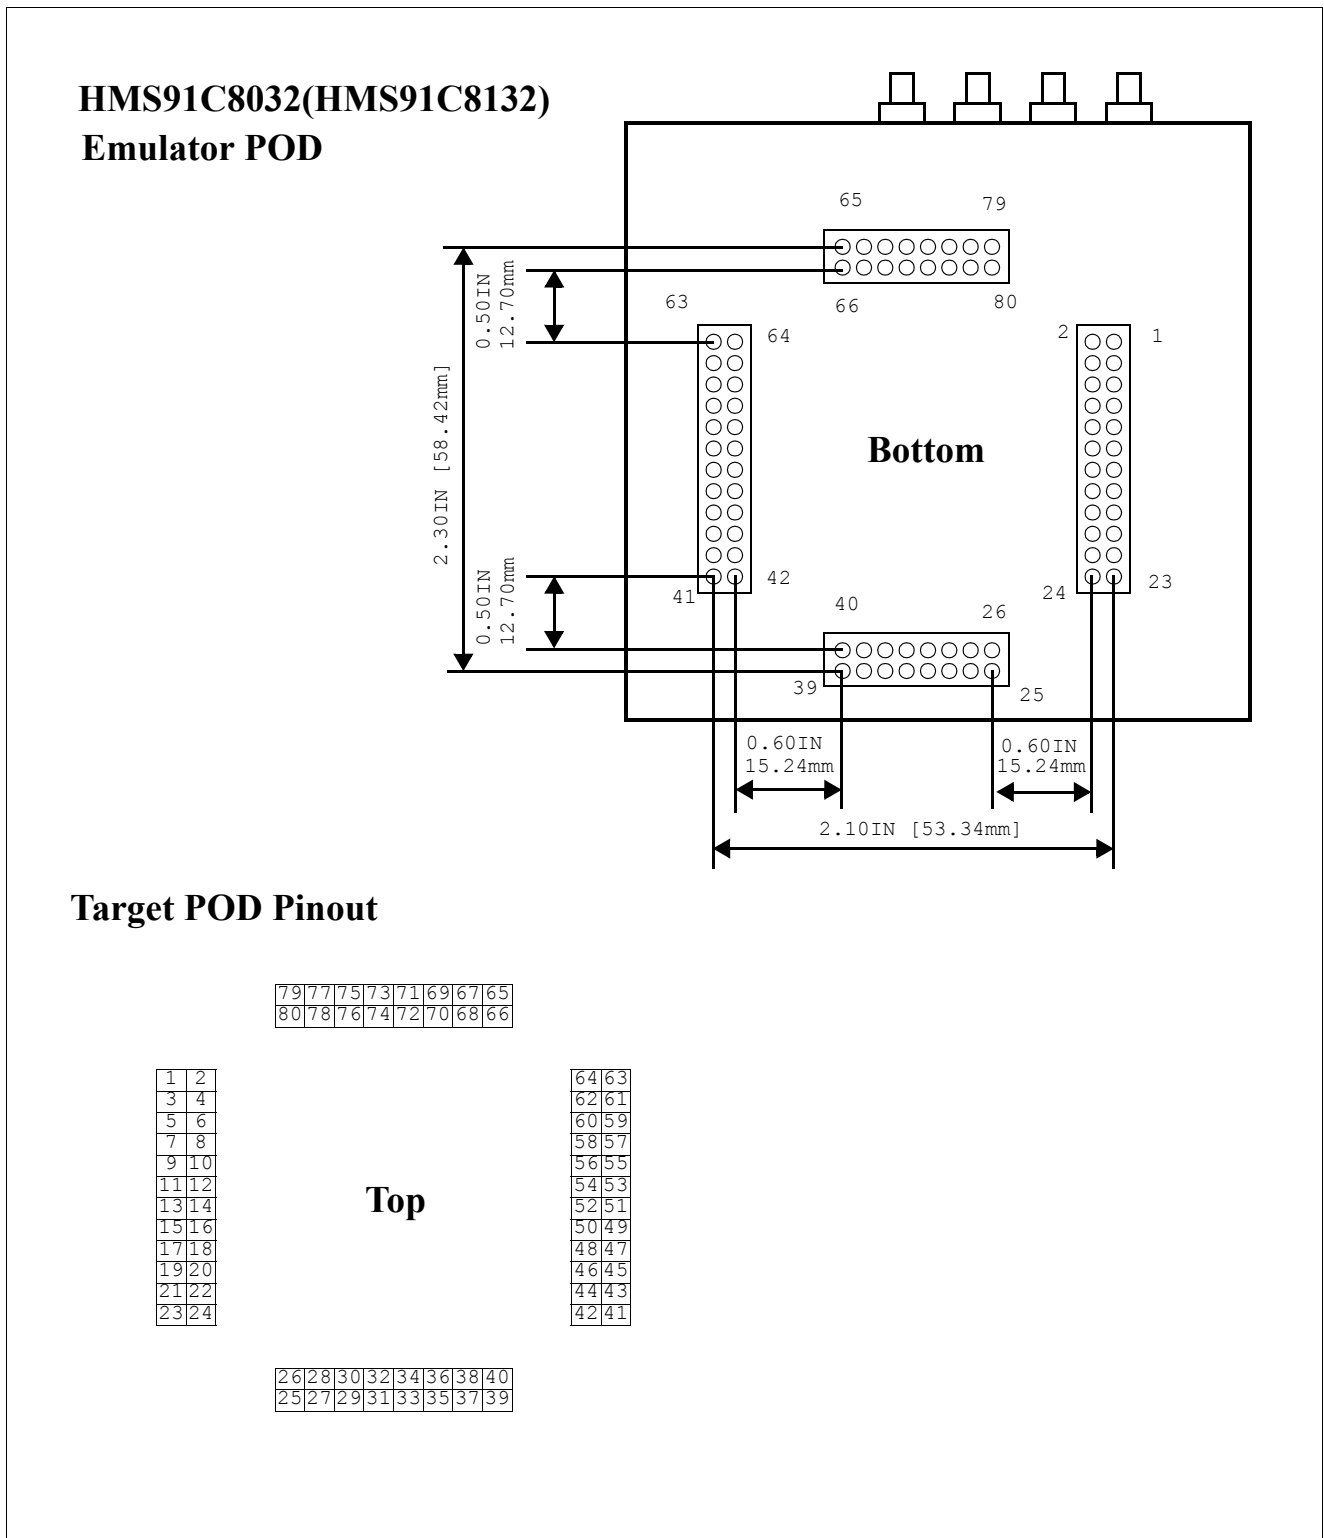 HMS91C8032(HMS91C8132)
Emulator POD
65
79
63
66
80
64
2
1
0.50IN
12.70mm
2.30IN [58.42mm]
Bottom
0.50IN
12.70mm
41
42
40
26
24
23
39
25
0.60IN
15.24mm
0.60IN
15.24mm
2.10IN [53.34mm]
Target POD Pinout
79 77 75 73 71 69 67 65
80 78 76 74 72 70 68 66
1 2
3 4
5 6
7 8
9 10
11 12
13 14
15 16
17 18
19 20
21 22
23 24
Top
64 63
62 61
60 59
58 57
56 55
54 53
52 51
50 49
48 47
46 45
44 43
42 41
26 28 30 32 34 36 38 40
25 27 29 31 33 35 37 39